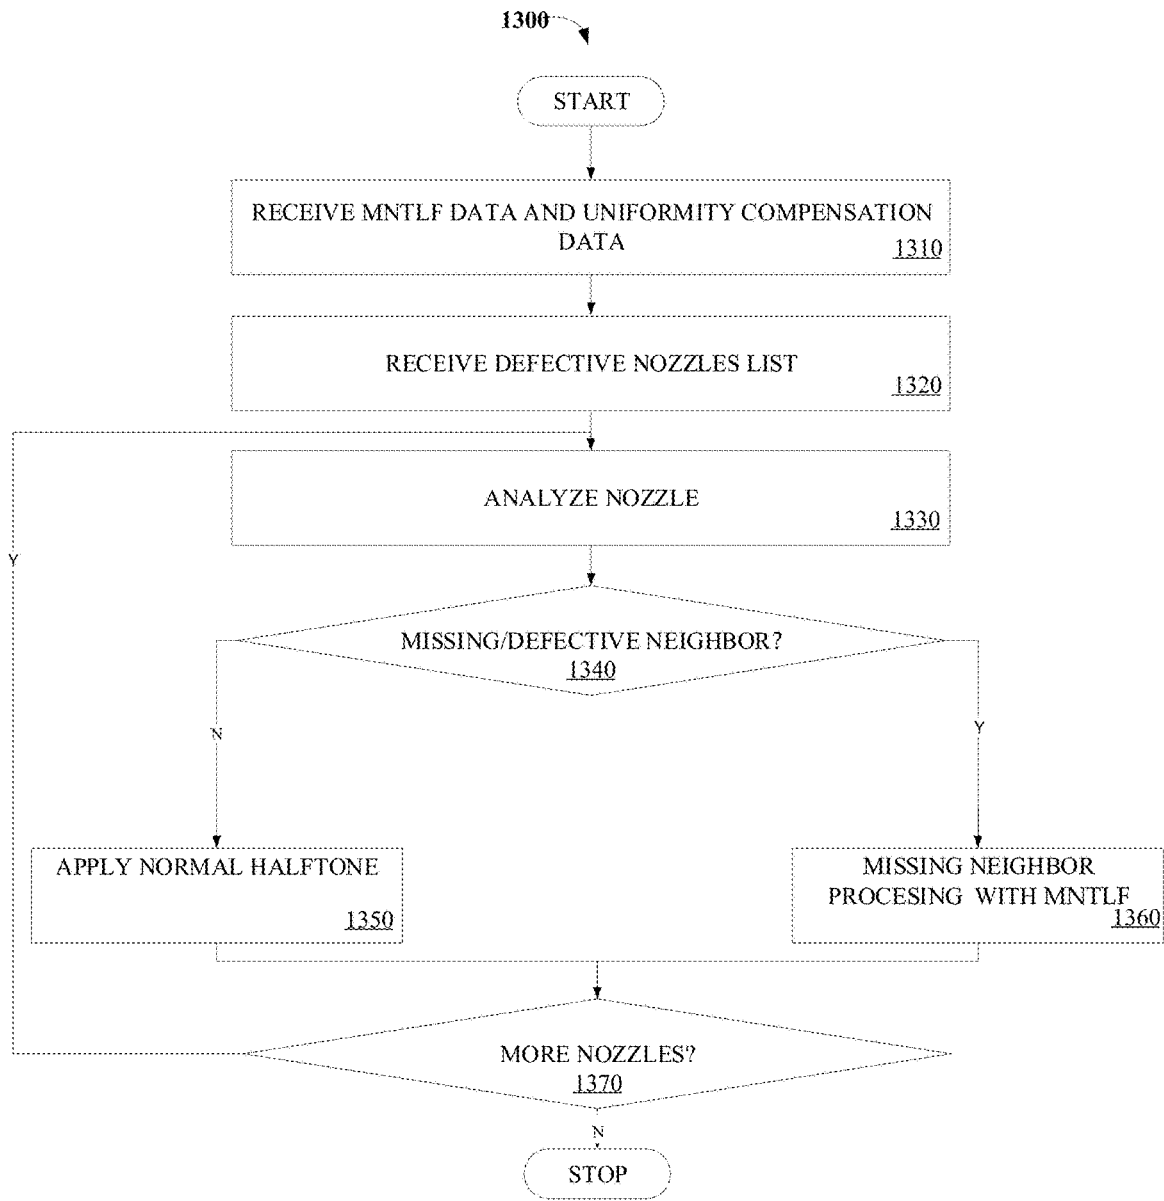 1300
START
RECEIVE MNTLF DATA AND UNIFORMITY COMPENSATION
DATA
1310
RECEIVE DEFECTIVE NOZZLES LIST
1320
ANALYZE NOZZLE
1330
Y
MISSING/DEFECTIVE NEIGHBOR?
1340
N
Y
APPLY NORMAL HALFTONE
1350
MISSING NEIGHBOR
PROCESING WITH MNTLF
1360
MORE NOZZLES?
1370
N
STOP